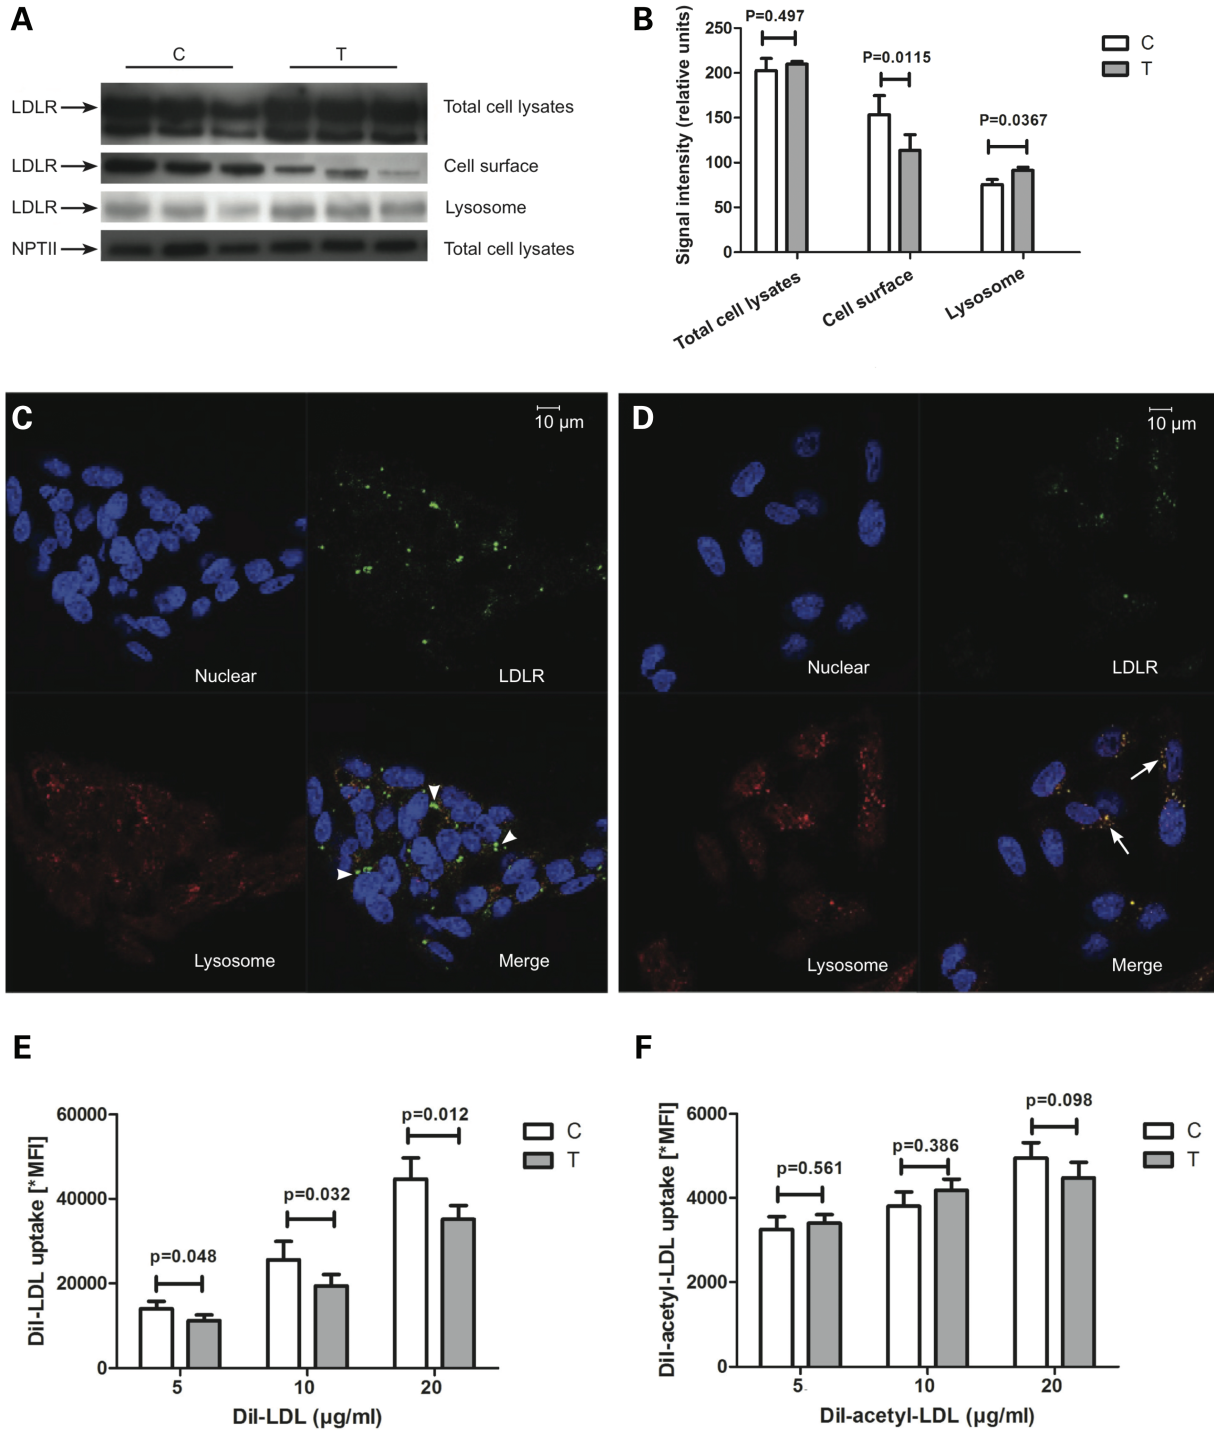 A
C T
LDLR Total cell lysates
LDLR Cell surface
LDLR Lysosome
NPTII Total cell lysates
B
Signal intensity (relative units)
250
200
150
100
50
0
P=0.497
P=0.0115
P=0.0367
C
T
Total cell lysates
Cell surface
Lysosome
C
10 µm
Nuclear
LDLR
Lysosome
Merge
D
10 µm
Nuclear
LDLR
Lysosome
Merge
E
Dil-LDL uptake [*MFI]
60000
40000
20000
0
p=0.048
p=0.032
p=0.012
C
T
5 10 20
Dil-LDL (µg/ml)
F
Dil-acetyl-LDL uptake [*MFI]
6000
4000
2000
0
p=0.561
p=0.386
p=0.098
C
T
5 10 20
Dil-acetyl-LDL (µg/ml)